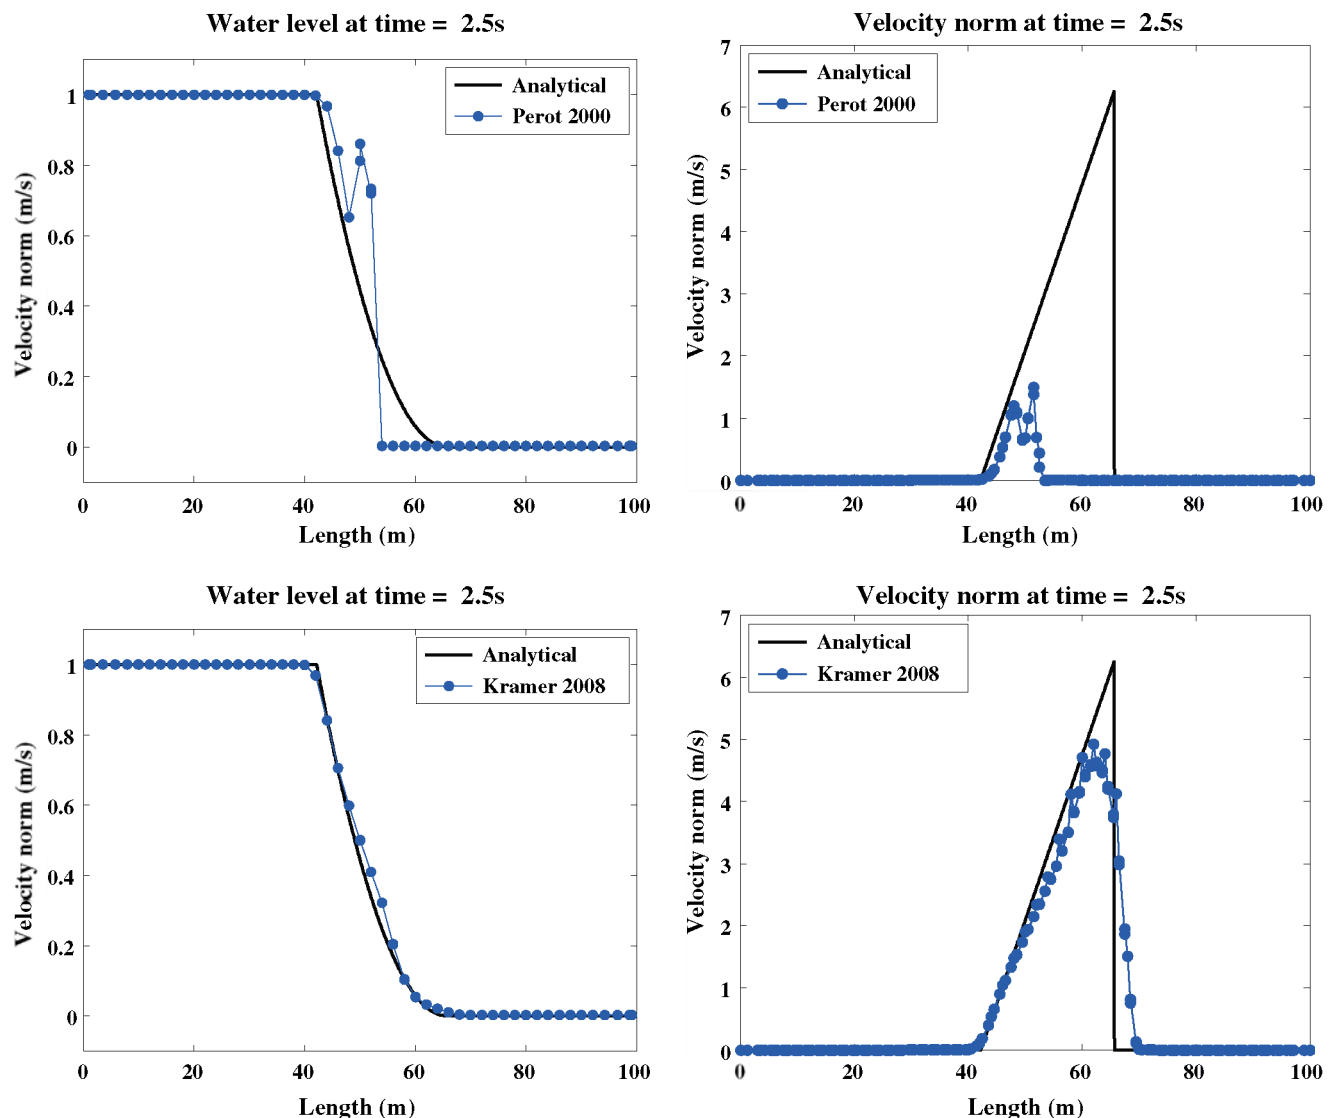 Water level at time = 2.5s
Velocity norm (m/s)
1
0.8
0.6
0.4
0.2
0
Analytical
Perot 2000
0 20 40 60 80 100
Length (m)
Velocity norm at time = 2.5s
Velocity norm (m/s)
7
6
5
4
3
2
1
0
Analytical
Perot 2000
0 20 40 60 80 100
Length (m)
Water level at time = 2.5s
Velocity norm (m/s)
1
0.8
0.6
0.4
0.2
0
Analytical
Kramer 2008
0 20 40 60 80 100
Length (m)
Velocity norm at time = 2.5s
Velocity norm (m/s)
7
6
5
4
3
2
1
0
Analytical
Kramer 2008
0 20 40 60 80 100
Length (m)